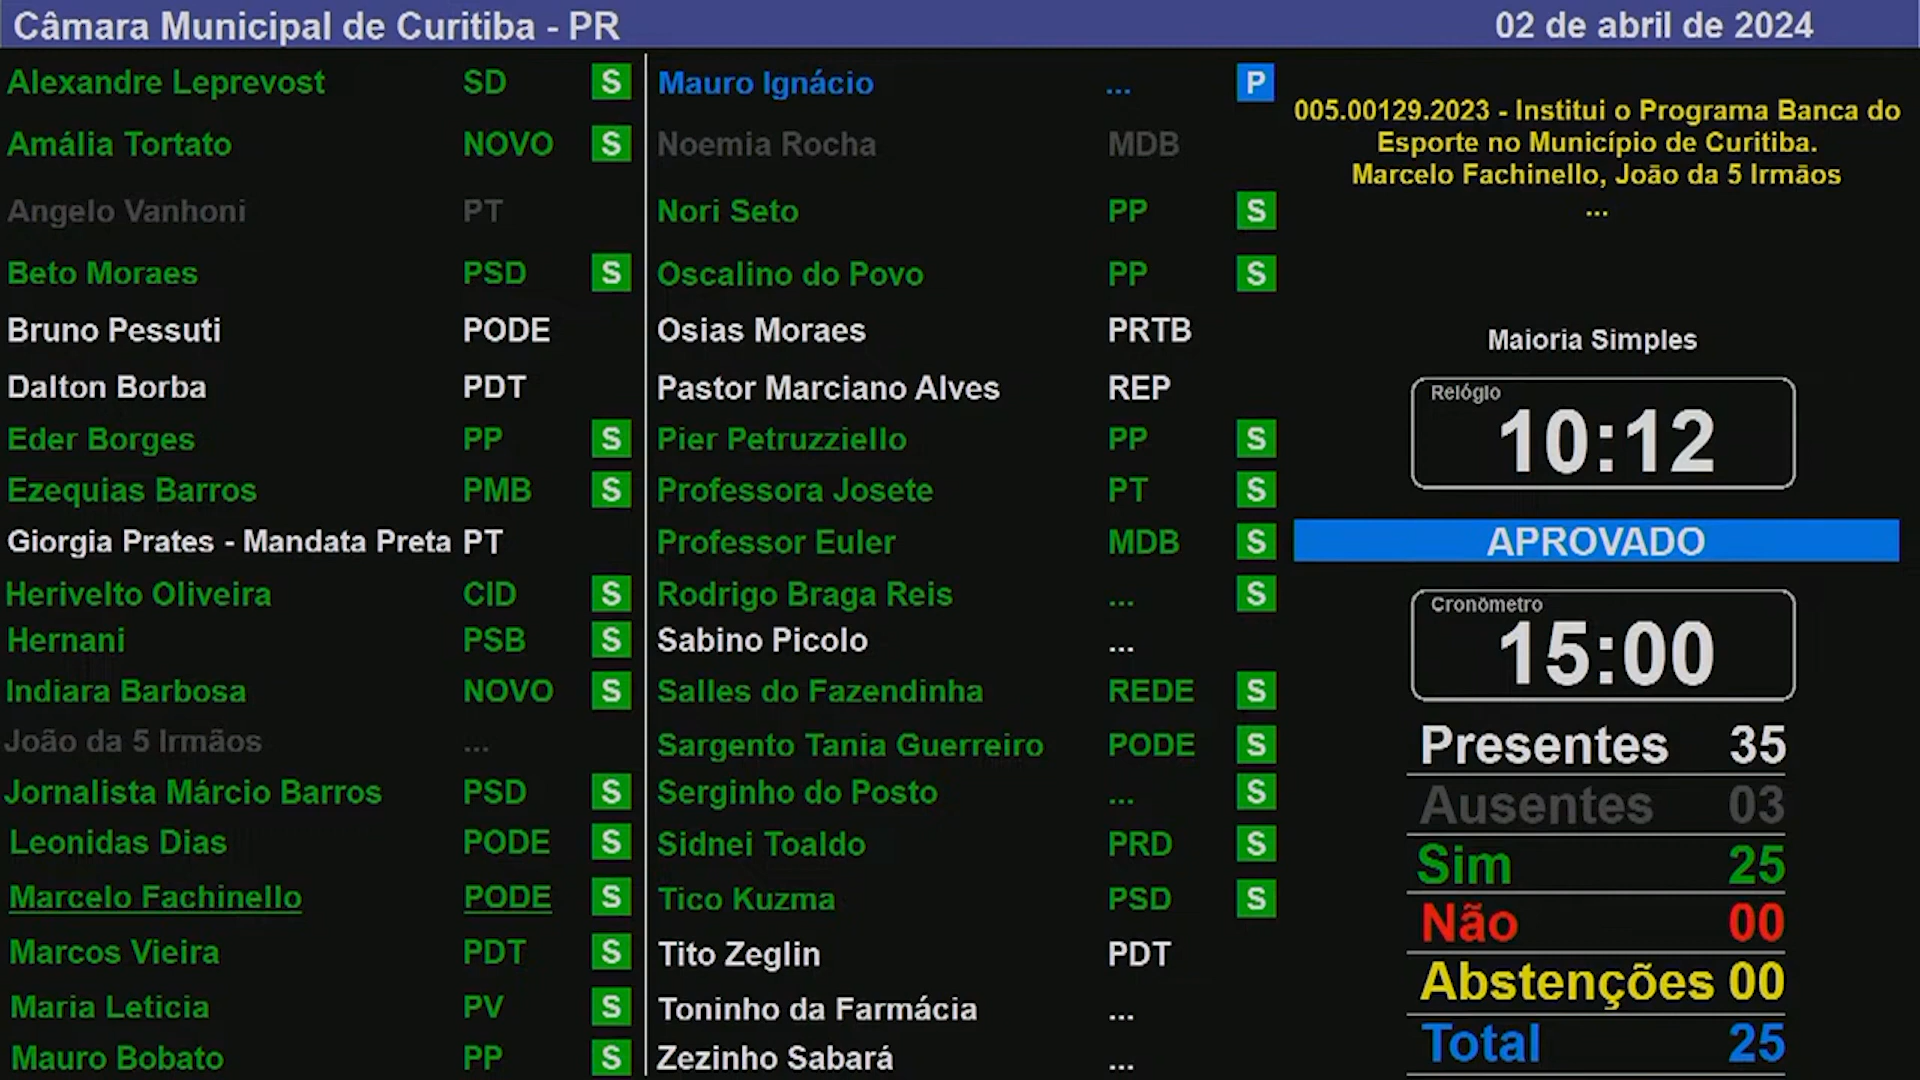 Câmara Municipal de Curitiba - PR 02 de abril de 2024
Alexandre Leprevost SD S
Amália Tortato NOVO S
Angelo Vanhoni PT
Beto Moraes PSD S
Bruno Pessuti PODE
Dalton Borba PDT
Eder Borges PP S
Ezequias Barros PMB S
Giorgia Prates - Mandata Preta PT
Herivelto Oliveira CID S
Hernani PSB S
Indiara Barbosa NOVO S
João da 5 Irmãos ...
Jornalista Márcio Barros PSD S
Leonidas Dias PODE S
Marcelo Fachinello PODE S
Marcos Vieira PDT S
Maria Leticia PV S
Mauro Bobato PP S
Mauro Ignácio ... P
Noemia Rocha MDB
Nori Seto PP S
Oscalino do Povo PP S
Osias Moraes PRTB
Pastor Marciano Alves REP
Pier Petruzziello PP S
Professora Josete PT S
Professor Euler MDB S
Rodrigo Braga Reis ... S
Sabino Picolo ...
Salles do Fazendinha REDE S
Sargento Tania Guerreiro PODE S
Serginho do Posto ... S
Sidnei Toaldo PRD S
Tico Kuzma PSD S
Tito Zeglin PDT
Toninho da Farmácia ...
Zezinho Sabará ...
005.00129.2023 - Institui o Programa Banca do
Esporte no Município de Curitiba.
Marcelo Fachinello, João da 5 Irmãos
...
Maioria Simples
Relógio
10:12
APROVADO
Cronômetro
15:00
Presentes 35
Ausentes 03
Sim 25
Não 00
Abstenções 00
Total 25